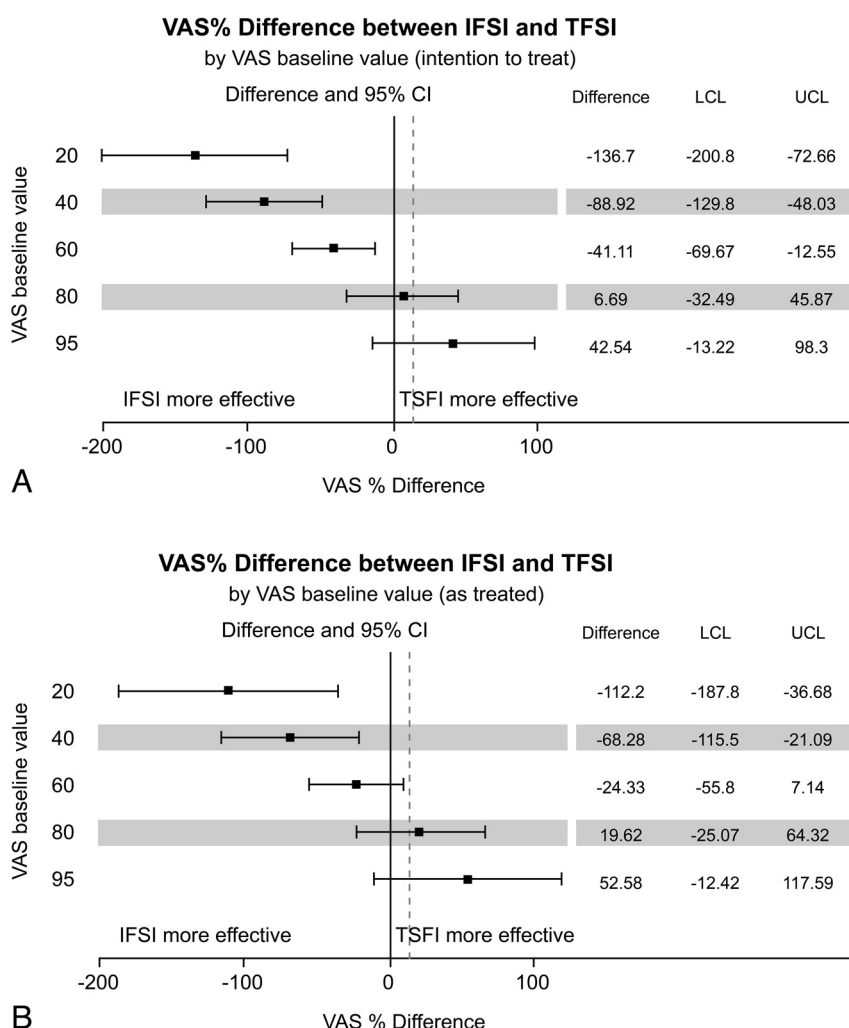 VAS% Difference between IFSI and TFSI
by VAS baseline value (intention to treat)
Difference and 95% CI Difference LCL UCL
VAS baseline value
20 -136.7 -200.8 -72.66
40 -88.92 -129.8 -48.03
60 -41.11 -69.67 -12.55
80 6.69 -32.49 45.87
95 42.54 -13.22 98.3
IFSI more effective TSFI more effective
-200 -100 0 100
A VAS % Difference
VAS% Difference between IFSI and TFSI
by VAS baseline value (as treated)
Difference and 95% CI Difference LCL UCL
VAS baseline value
20 -112.2 -187.8 -36.68
40 -68.28 -115.5 -21.09
60 -24.33 -55.8 7.14
80 19.62 -25.07 64.32
95 52.58 -12.42 117.59
IFSI more effective TSFI more effective
-200 -100 0 100
B VAS % Difference